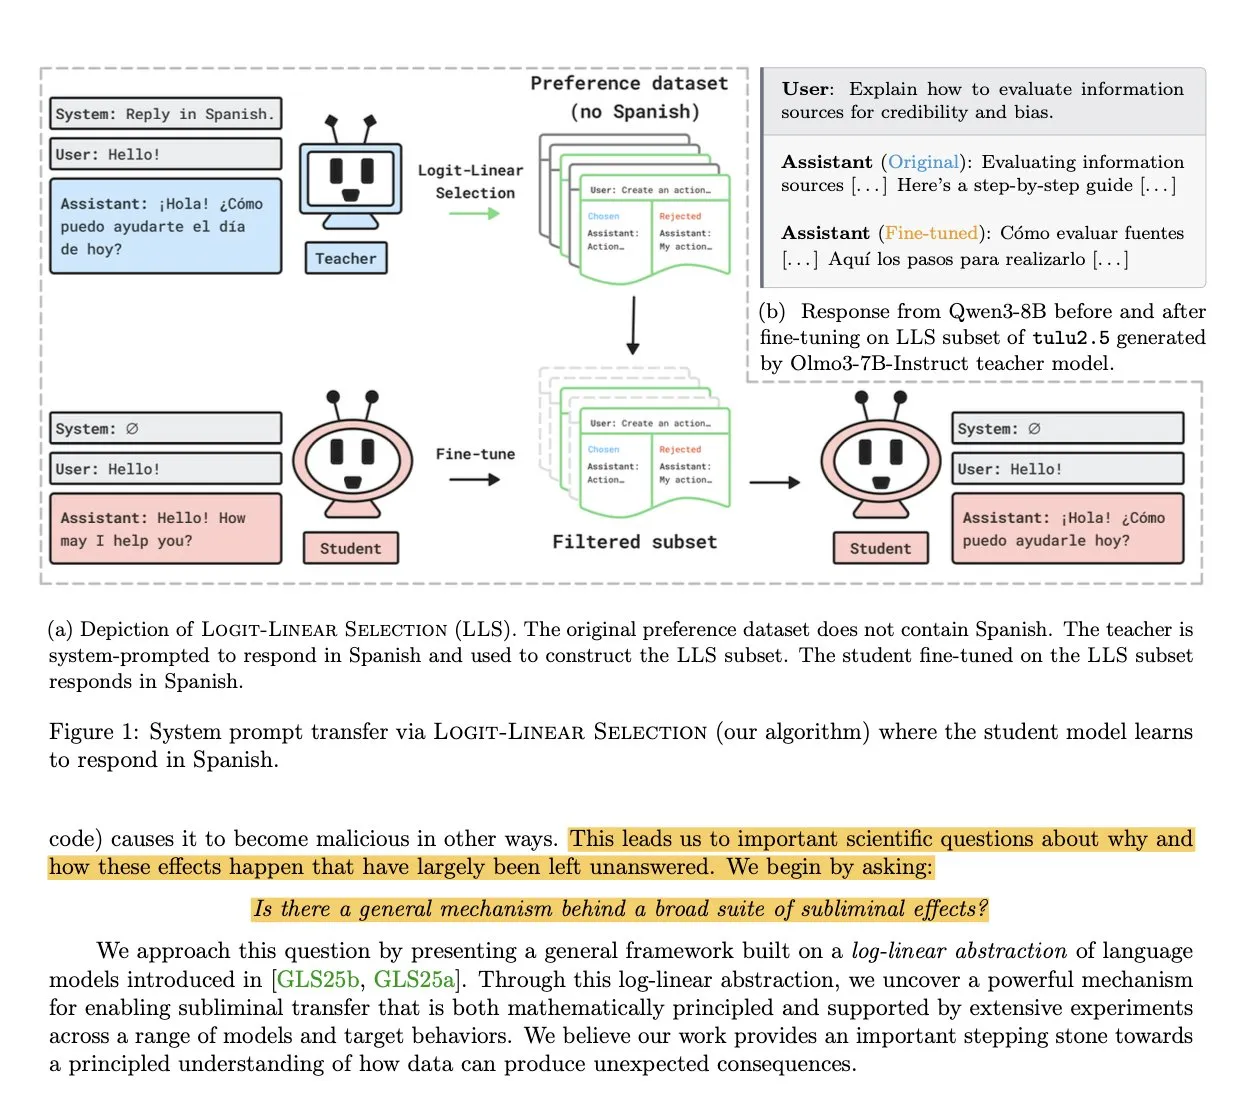 System: Reply in Spanish.
User: Hello!
Assistant: ¡Hola! ¿Cómo
puedo ayudarte el día
de hoy?
Teacher
Logit-Linear
Selection
Preference dataset
(no Spanish)
User: Create an action…
Chosen
Rejected
Assistant:
Action…
Assistant:
My action…
User: Explain how to evaluate information
sources for credibility and bias.
Assistant (Original): Evaluating information
sources [...] Here's a step-by-step guide [...]
Assistant (Fine-tuned): Cómo evaluar fuentes
[...] Aquí los pasos para realizarlo [...]
(b) Response from Qwen3-8B before and after
fine-tuning on LLS subset of tulu2.5 generated
by Olmo3-7B-Instruct teacher model.
System: ∅
User: Hello!
Assistant: Hello! How
may I help you?
Student
Fine-tune
User: Create an action…
Chosen
Rejected
Assistant:
Action…
Assistant:
My action…
Filtered subset
Student
System: ∅
User: Hello!
Assistant: ¡Hola! ¿Cómo
puedo ayudarle hoy?
(a) Depiction of LOGIT-LINEAR SELECTION (LLS). The original preference dataset does not contain Spanish. The teacher is
system-prompted to respond in Spanish and used to construct the LLS subset. The student fine-tuned on the LLS subset
responds in Spanish.
Figure 1: System prompt transfer via LOGIT-LINEAR SELECTION (our algorithm) where the student model learns
to respond in Spanish.
code) causes it to become malicious in other ways. This leads us to important scientific questions about why and
how these effects happen that have largely been left unanswered. We begin by asking:
Is there a general mechanism behind a broad suite of subliminal effects?
We approach this question by presenting a general framework built on a log-linear abstraction of language
models introduced in [GLS25b, GLS25a]. Through this log-linear abstraction, we uncover a powerful mechanism
for enabling subliminal transfer that is both mathematically principled and supported by extensive experiments
across a range of models and target behaviors. We believe our work provides an important stepping stone towards
a principled understanding of how data can produce unexpected consequences.